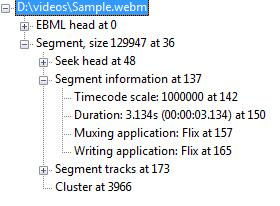 D:\videos\Sample.webm
EBML head at 0
Segment, size 129947 at 36
Seek head at 48
Segment information at 137
Timecode scale: 1000000 at 142
Duration: 3.134s (00:00:03.134) at 150
Muxing application: Flix at 157
Writing application: Flix at 165
Segment tracks at 173
Cluster at 3966